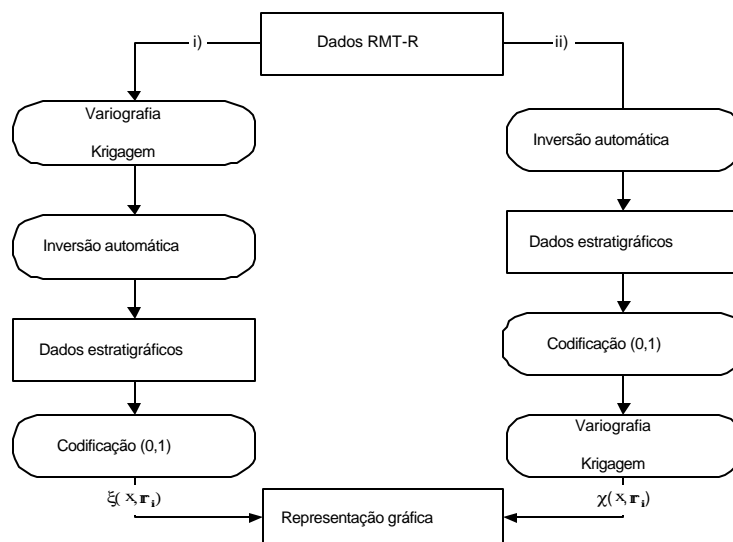 Dados RMT-R
i)
ii)
Variografia
Krigagem
Inversão automática
Dados estratigráficos
Codificação (0,1)
ξ( x, r i)
Inversão automática
Dados estratigráficos
Codificação (0,1)
Variografia
Krigagem
χ( x, r i)
Representação gráfica